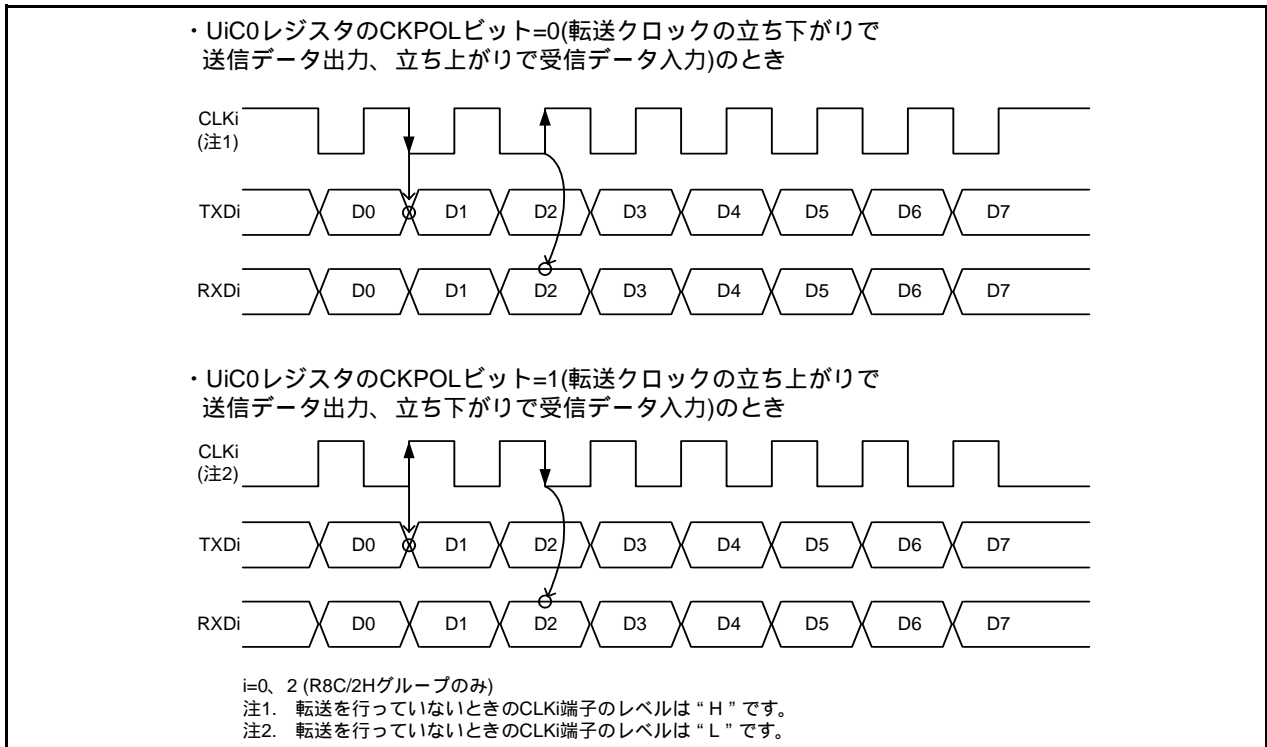 ・UiC0レジスタのCKPOLビット=0(転送クロックの立ち下がりで
送信データ出力、立ち上がりで受信データ入力)のとき
CLKi
(注1)
TXDi D0 D1 D2 D3 D4 D5 D6 D7
RXDi D0 D1 D2 D3 D4 D5 D6 D7
・UiC0レジスタのCKPOLビット=1(転送クロックの立ち上がりで
送信データ出力、立ち下がりで受信データ入力)のとき
CLKi
(注2)
TXDi D0 D1 D2 D3 D4 D5 D6 D7
RXDi D0 D1 D2 D3 D4 D5 D6 D7
i=0、2 (R8C/2Hグループのみ)
注1. 転送を行っていないときのCLKi端子のレベルは“H”です。
注2. 転送を行っていないときのCLKi端子のレベルは“L”です。